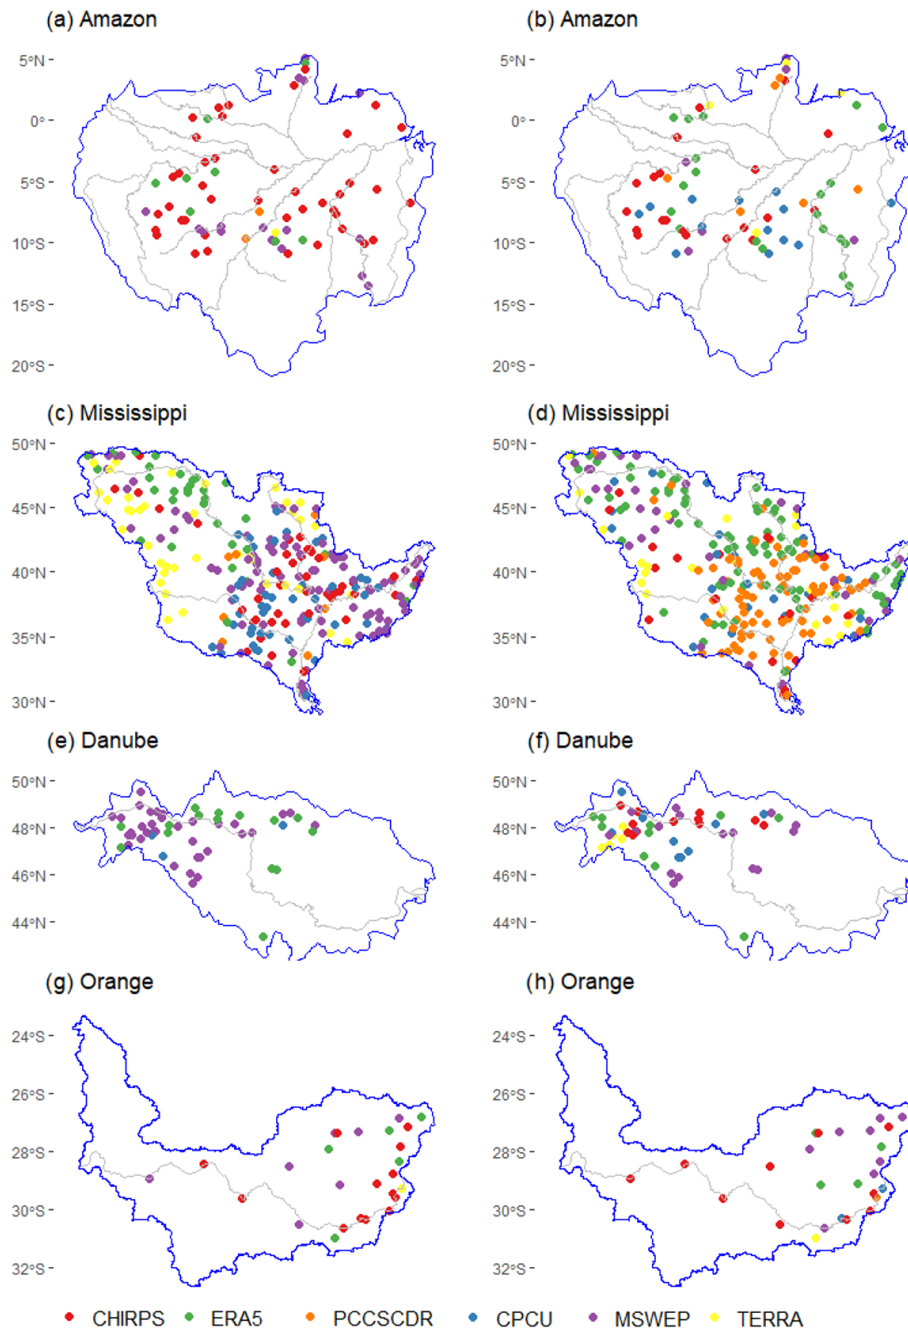 (a) Amazon
(b) Amazon
5°N
0°
5°S
10°S
15°S
20°S
5°N
0°
5°S
10°S
15°S
20°S
(c) Mississippi
(d) Mississippi
50°N
45°N
40°N
35°N
30°N
50°N
45°N
40°N
35°N
30°N
(e) Danube
(f) Danube
50°N
48°N
46°N
44°N
50°N
48°N
46°N
44°N
(g) Orange
(h) Orange
24°S
26°S
28°S
30°S
32°S
24°S
26°S
28°S
30°S
32°S
CHIRPS ERA5 PCCSCDR CPCU MSWEP TERRA